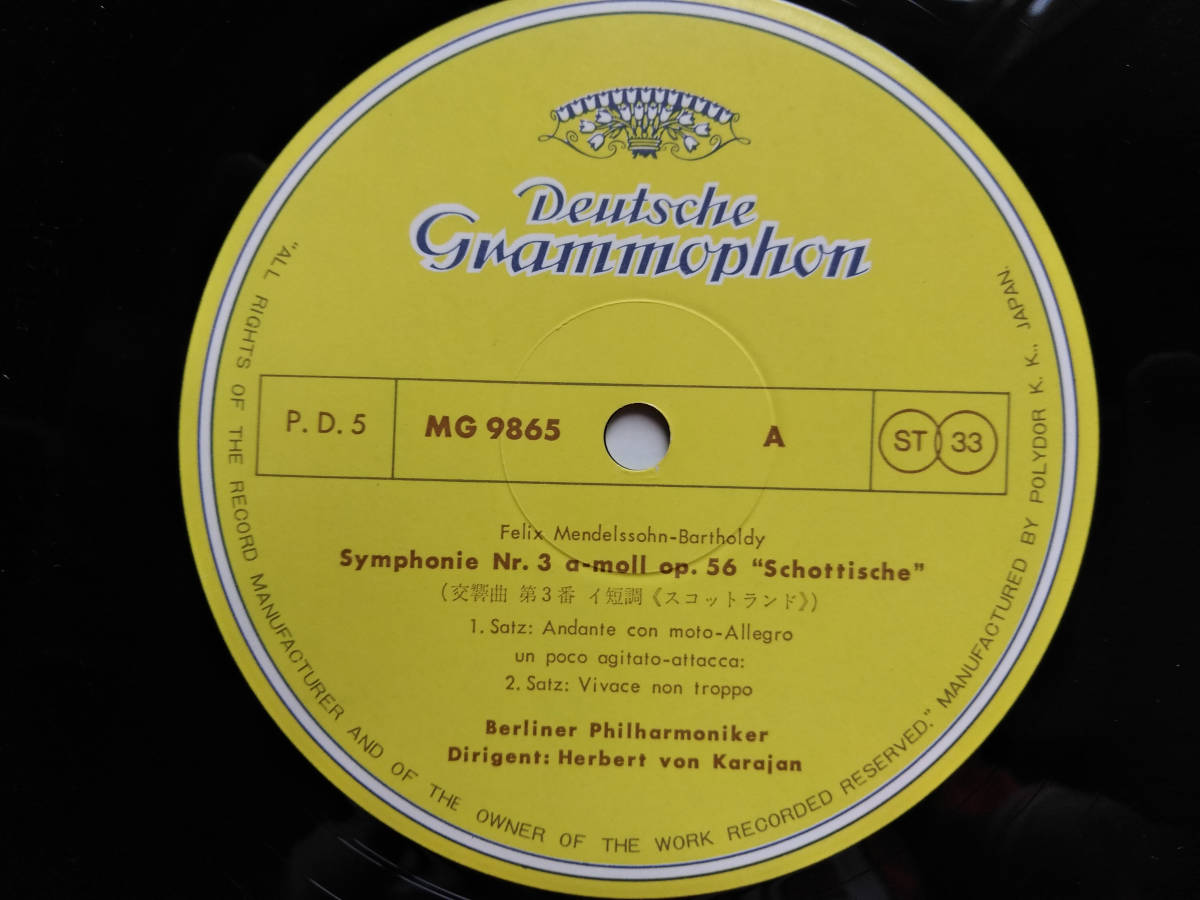 Deutsche
Grammophon
P. D. 5
MG 9865
A
ST 33
Felix Mendelssohn-Bartholdy
Symphonie Nr. 3 a-moll op. 56 “Schottische”
(交響曲 第3番 イ短調《スコットランド》)
1. Satz: Andante con moto-Allegro
un poco agitato-attacca:
2. Satz: Vivace non troppo
Berliner Philharmoniker
Dirigent: Herbert von Karajan
“ALL RIGHTS OF THE RECORD MANUFACTURER AND OF THE OWNER OF THE WORK RECORDED RESERVED.” MANUFACTURED BY POLYDOR K. K., JAPAN.